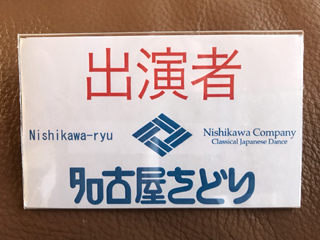 出演者
Nishikawa-ryu
Nishikawa Company
Classical Japanese Dance
名古屋をどり